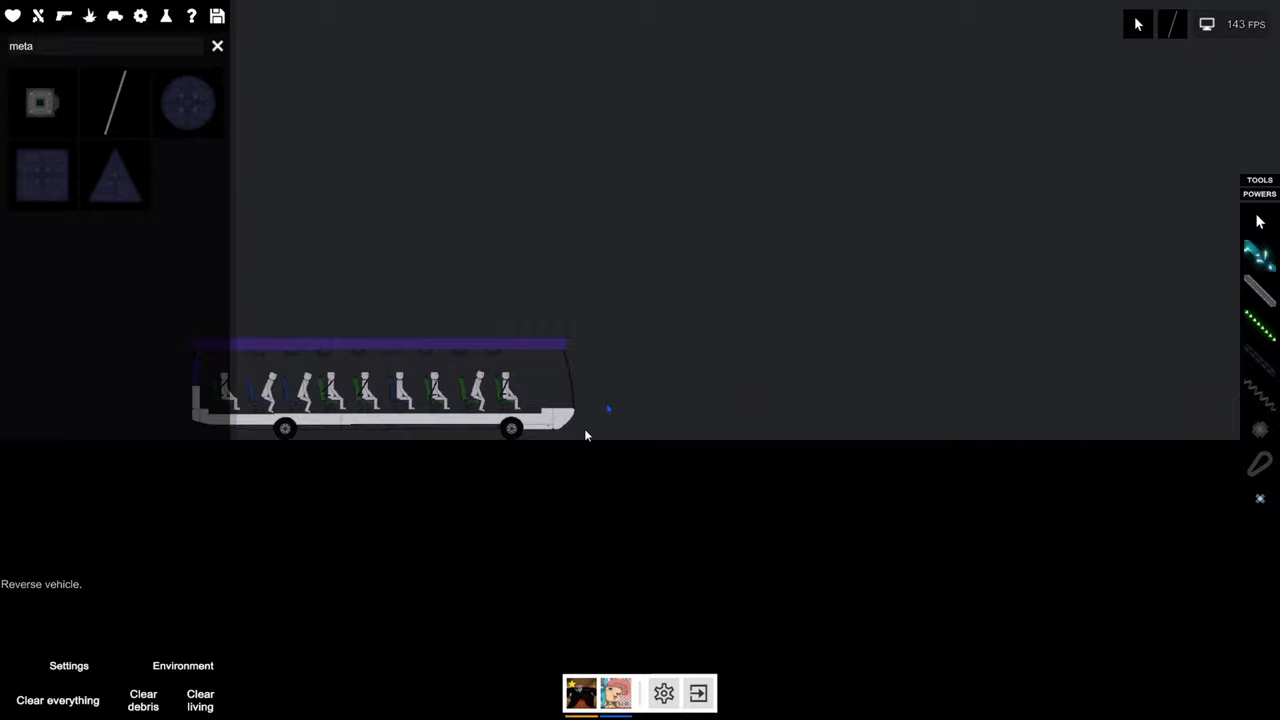 meta
143 FPS
TOOLS
POWERS
Reverse vehicle.
Settings
Environment
Clear everything
Clear debris
Clear living